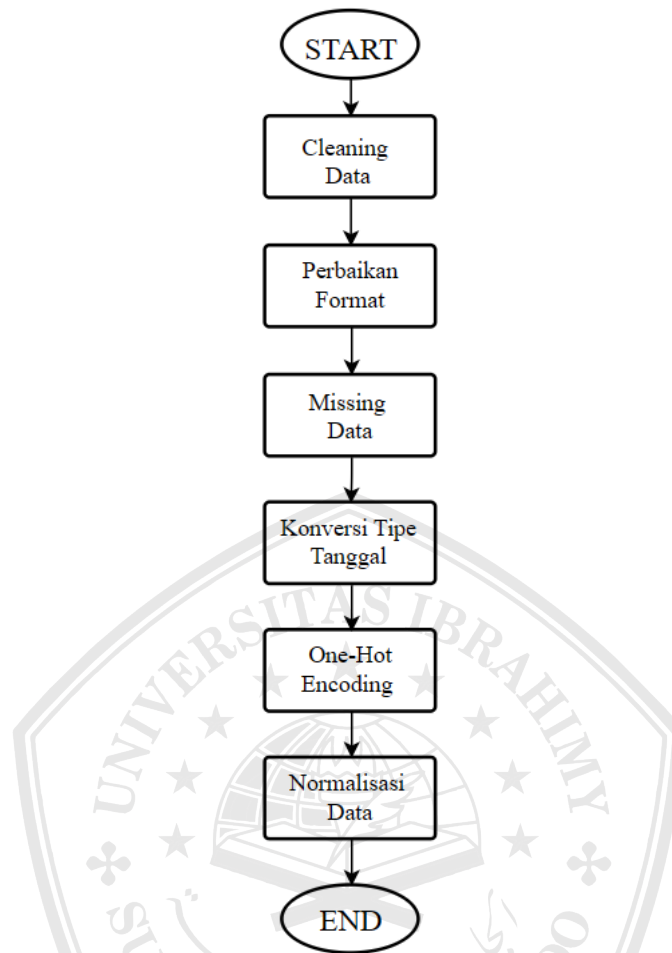 START
Cleaning
Data
Perbaikan
Format
Missing
Data
Konversi Tipe
Tanggal
One-Hot
Encoding
Normalisasi
Data
END
UNIVERSITAS IBRAHIMY